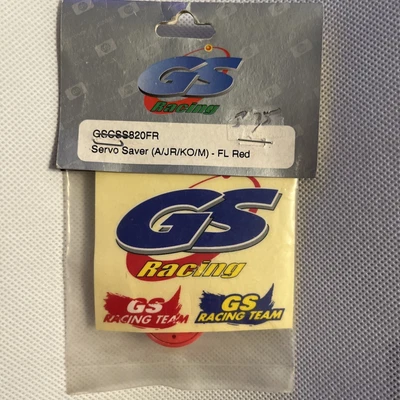 GS
Racing
GSCSS820FR
Servo Saver (A/JR/KO/M) - FL Red
GS
Racing
GS
RACING TEAM
GS
RACING TEAM